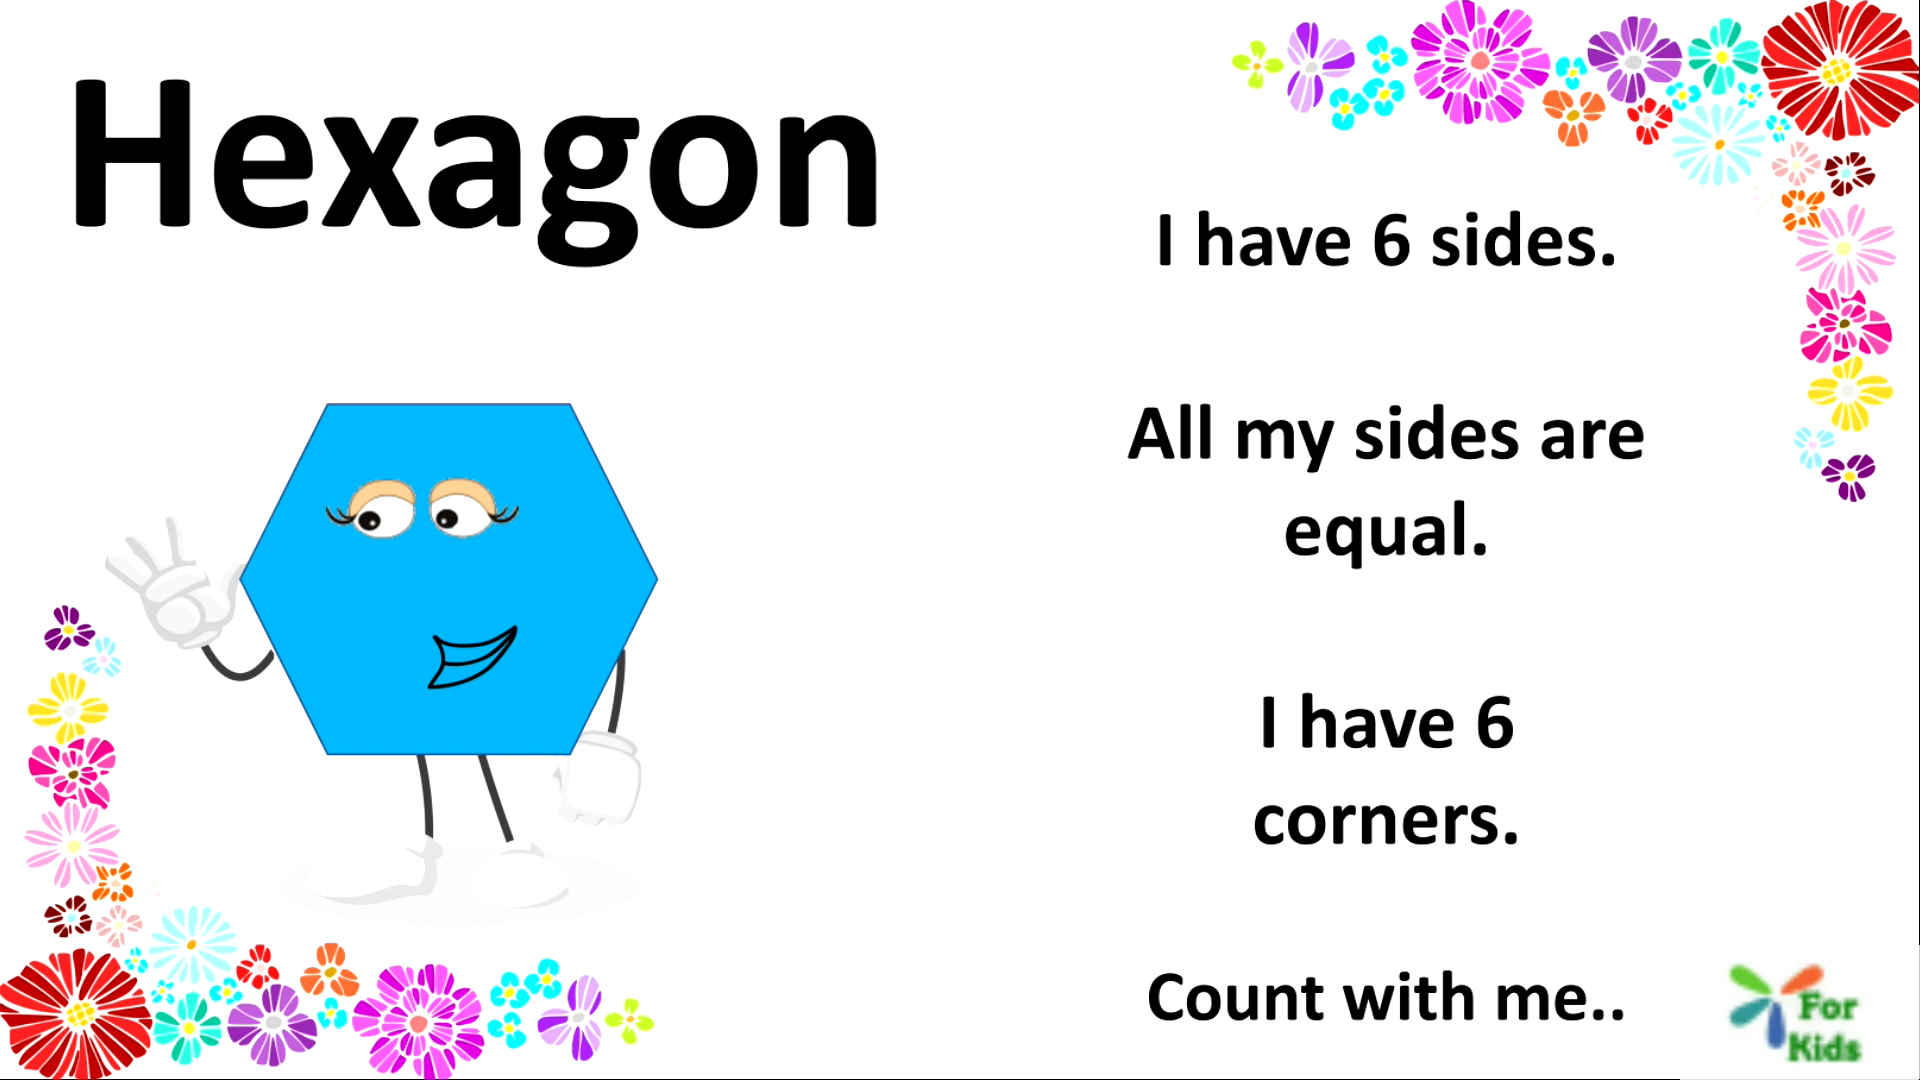 Hexagon
I have 6 sides.
All my sides are
equal.
I have 6
corners.
Count with me..
For
Kids